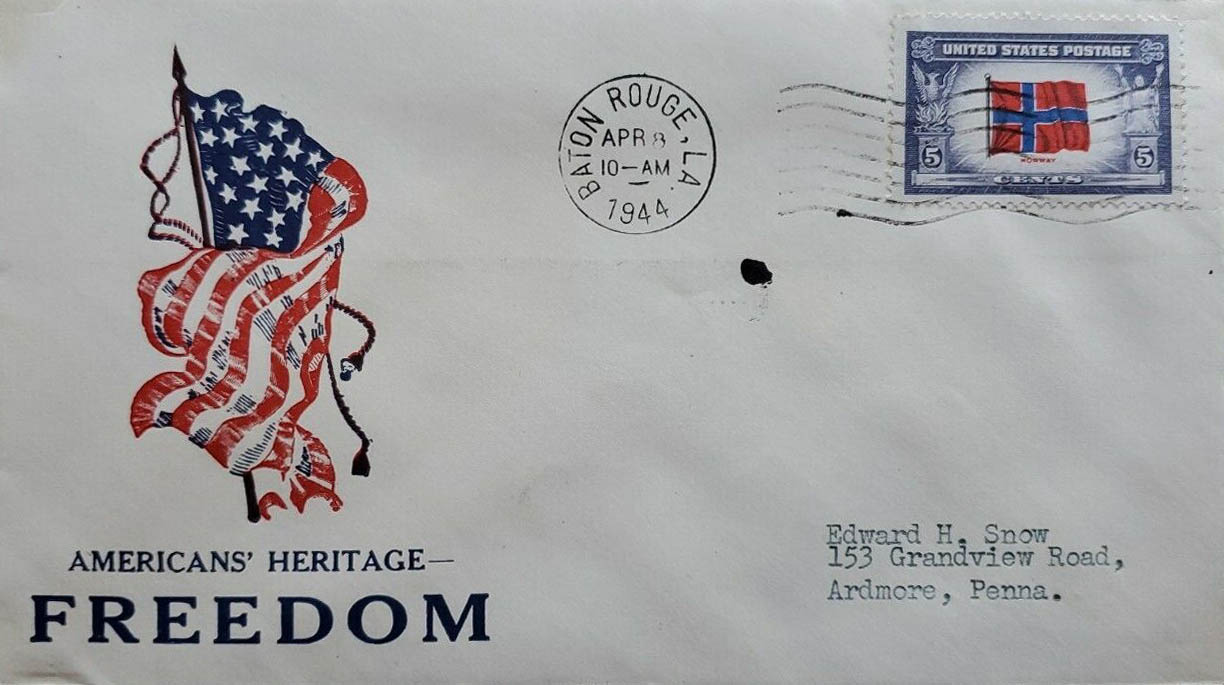 UNITED STATES POSTAGE
NORWAY
5 5
CENTS
BATON ROUGE, LA.
APR 8
10-AM
1944
AMERICANS' HERITAGE—
FREEDOM
Edward H. Snow
153 Grandview Road,
Ardmore, Penna.